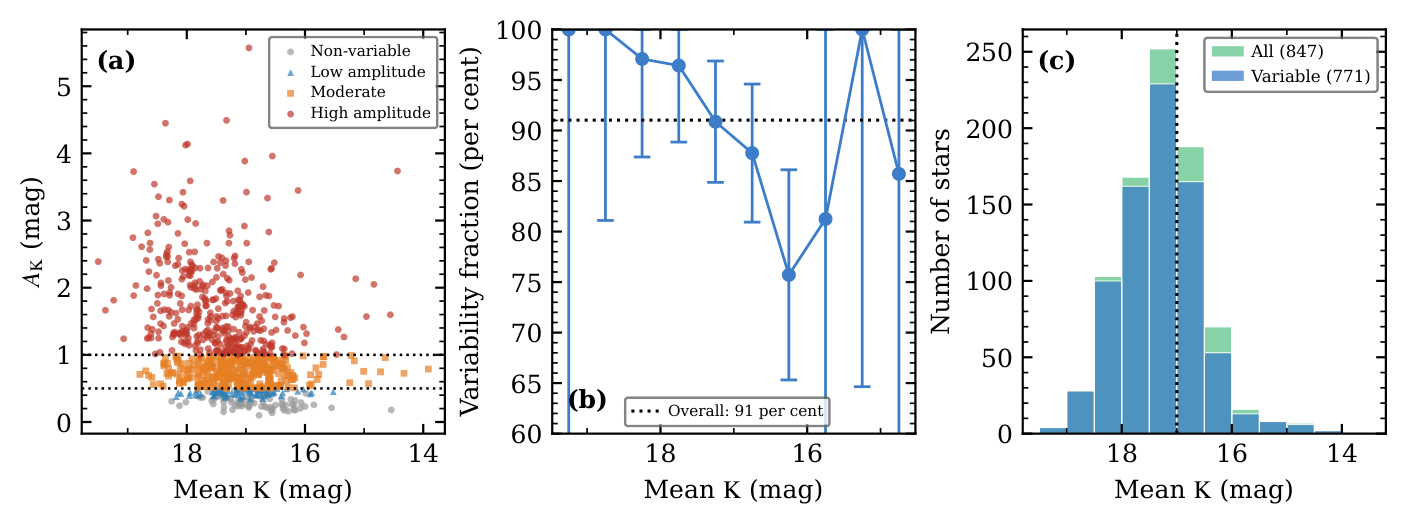 (a)
Non-variable
Low amplitude
Moderate
High amplitude
5
4
3
2
1
0
A_K (mag)
18
16
14
Mean K (mag)
100
95
90
85
80
75
70
65
60
Variability fraction (per cent)
(b)
Overall: 91 per cent
18
16
Mean K (mag)
(c)
All (847)
Variable (771)
250
200
150
100
50
0
Number of stars
18
16
14
Mean K (mag)